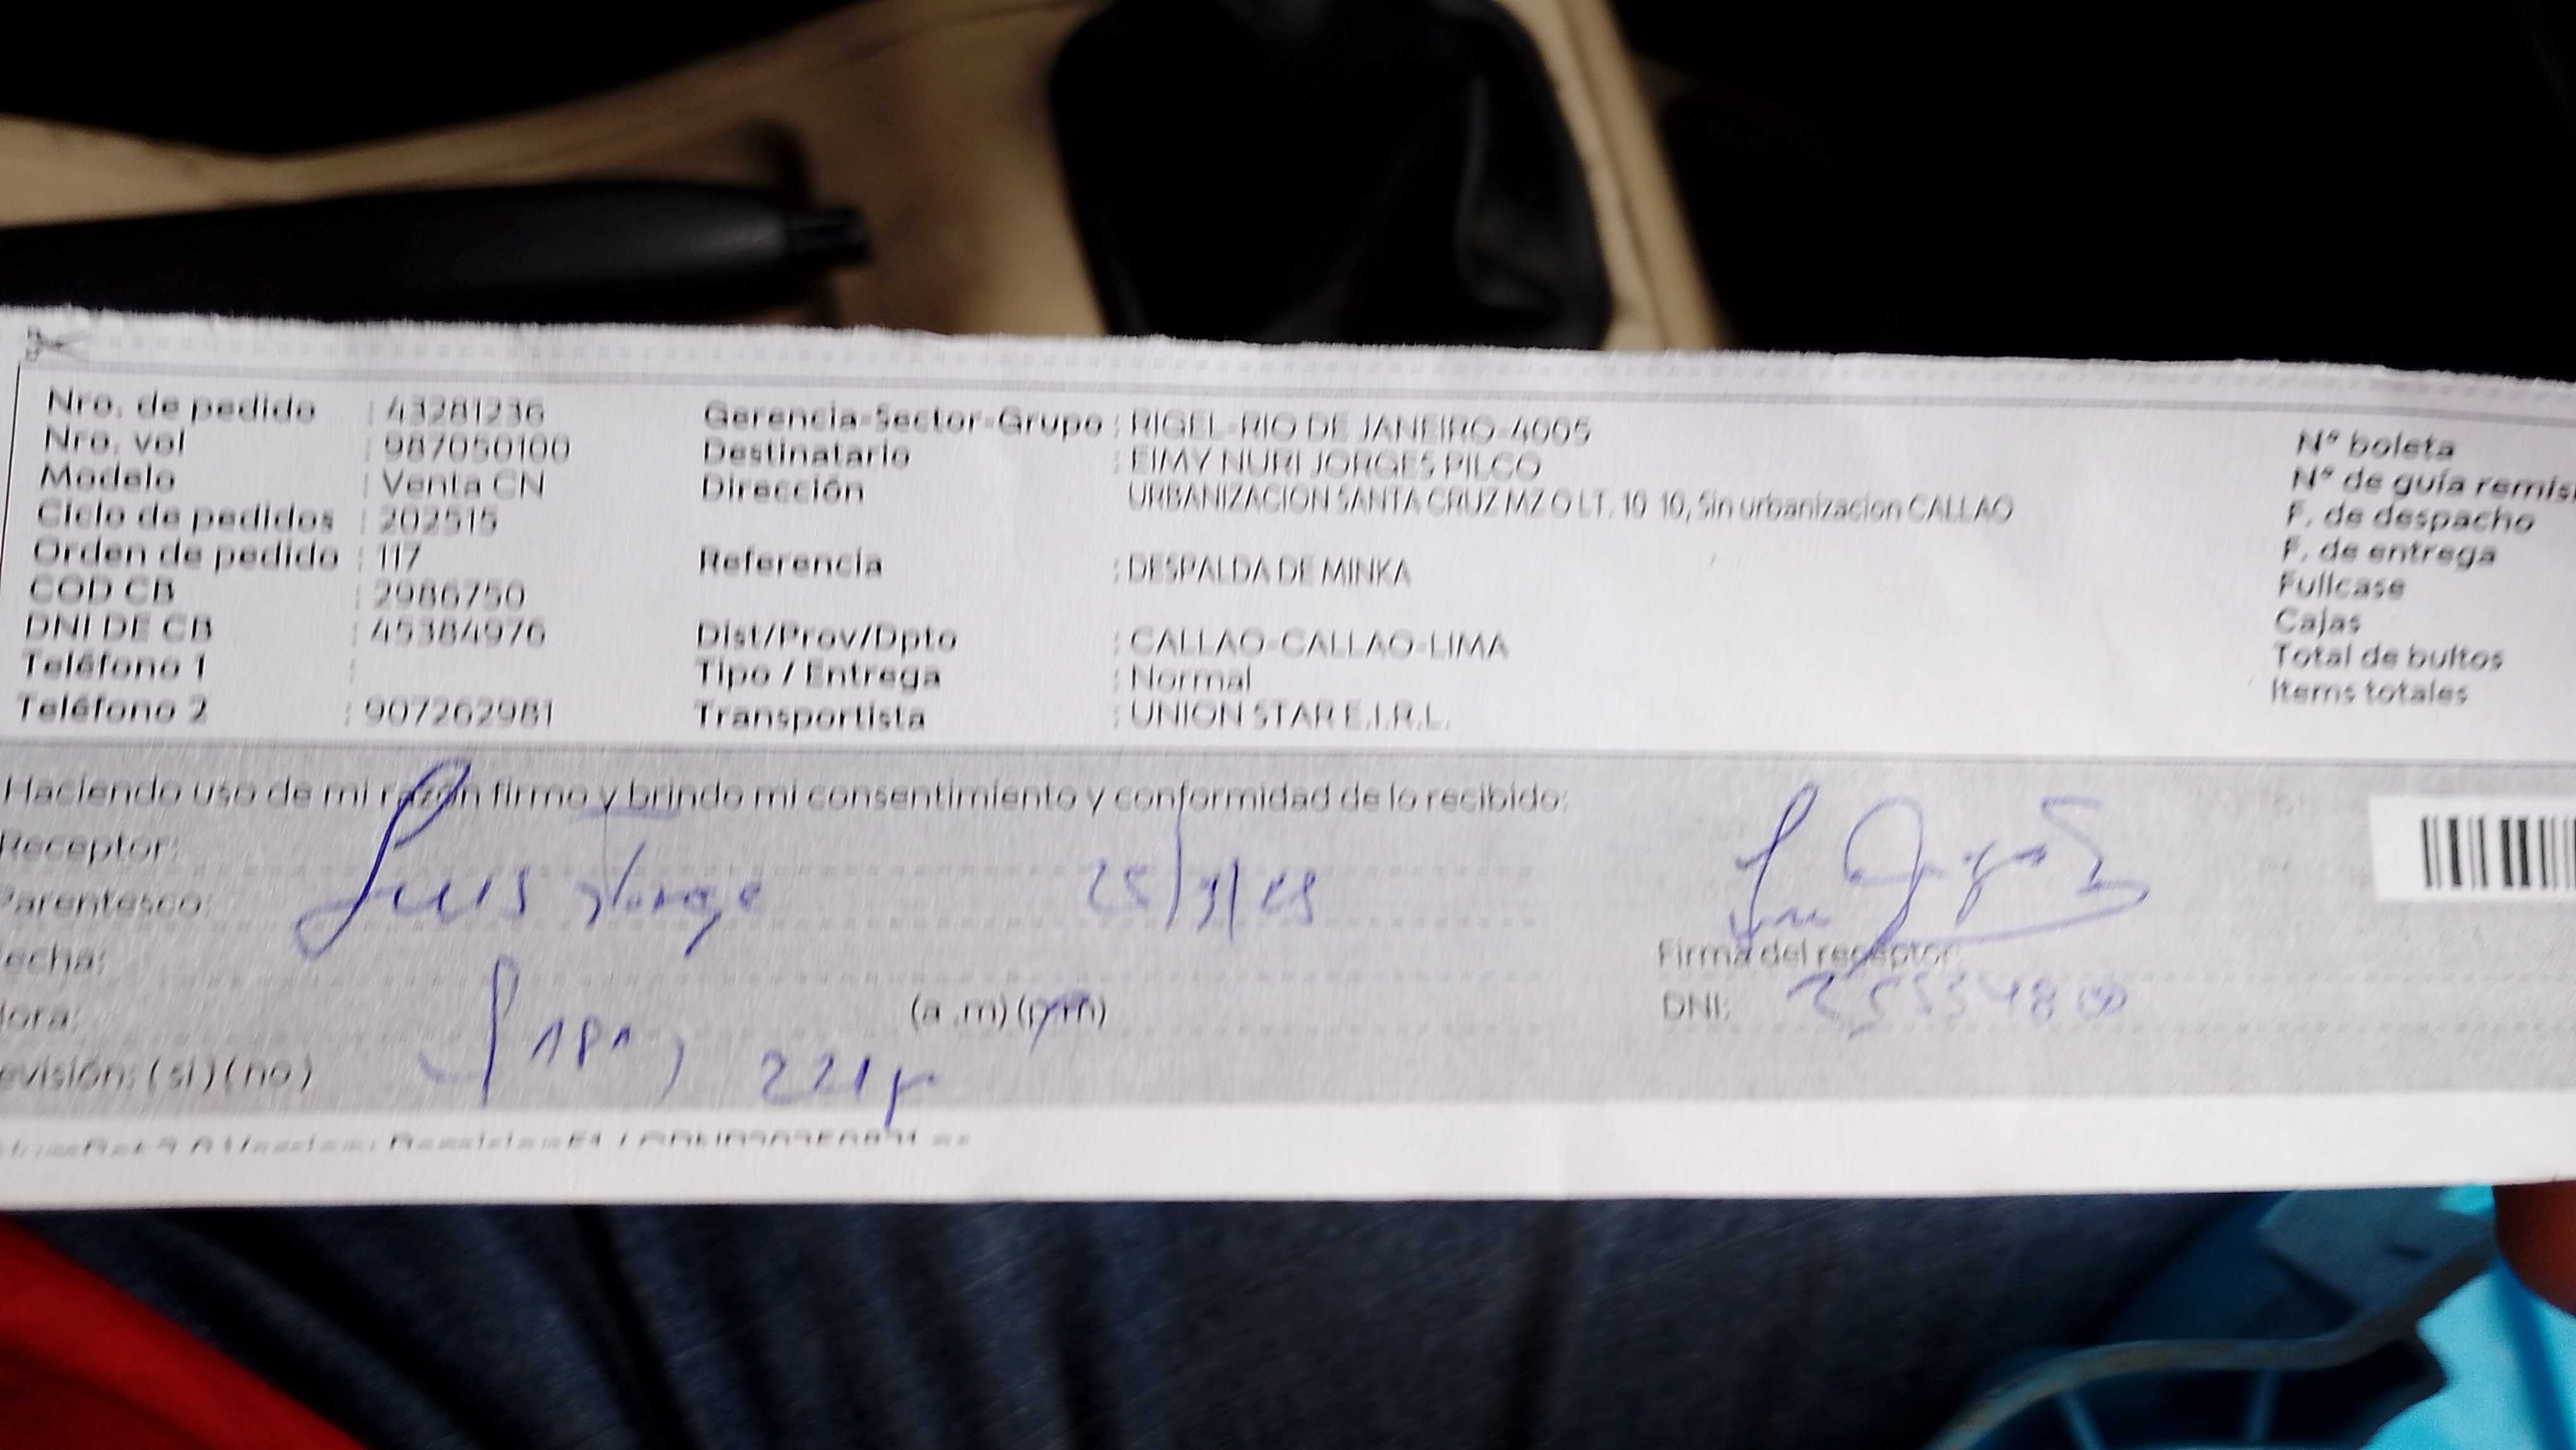 Nro. de pedido : 43281236
Nro. vol : 987050100
Modelo : Venta CN
Ciclo de pedidos : 202515
Orden de pedido : 117
COD CB : 2986750
DNI DE CB : 45384976
Teléfono 1 :
Teléfono 2 : 907262981
Gerencia-Sector-Grupo : RIGEL-RIO DE JANEIRO-4005
Destinatario : EIMY NURI JORGES PILCO
Dirección URBANIZACION SANTA CRUZ MZ O LT. 10 10, Sin urbanizacion CALLAO
Referencia : DESPALDA DE MINKA
Dist/Prov/Dpto : CALLAO-CALLAO-LIMA
Tipo / Entrega : Normal
Transportista : UNION STAR E.I.R.L.
N° boleta
N° de guía remis
F. de despacho
F. de entrega
Fullcase
Cajas
Total de bultos
Items totales
Haciendo uso de mi razón firmo y brindo mi consentimiento y conformidad de lo recibido:
Receptor:
Parentesco: Luis Jorge
echa:
ora: (a .m) (p.m)
evisión: ( si ) ( no )
Firma del receptor
DNI: